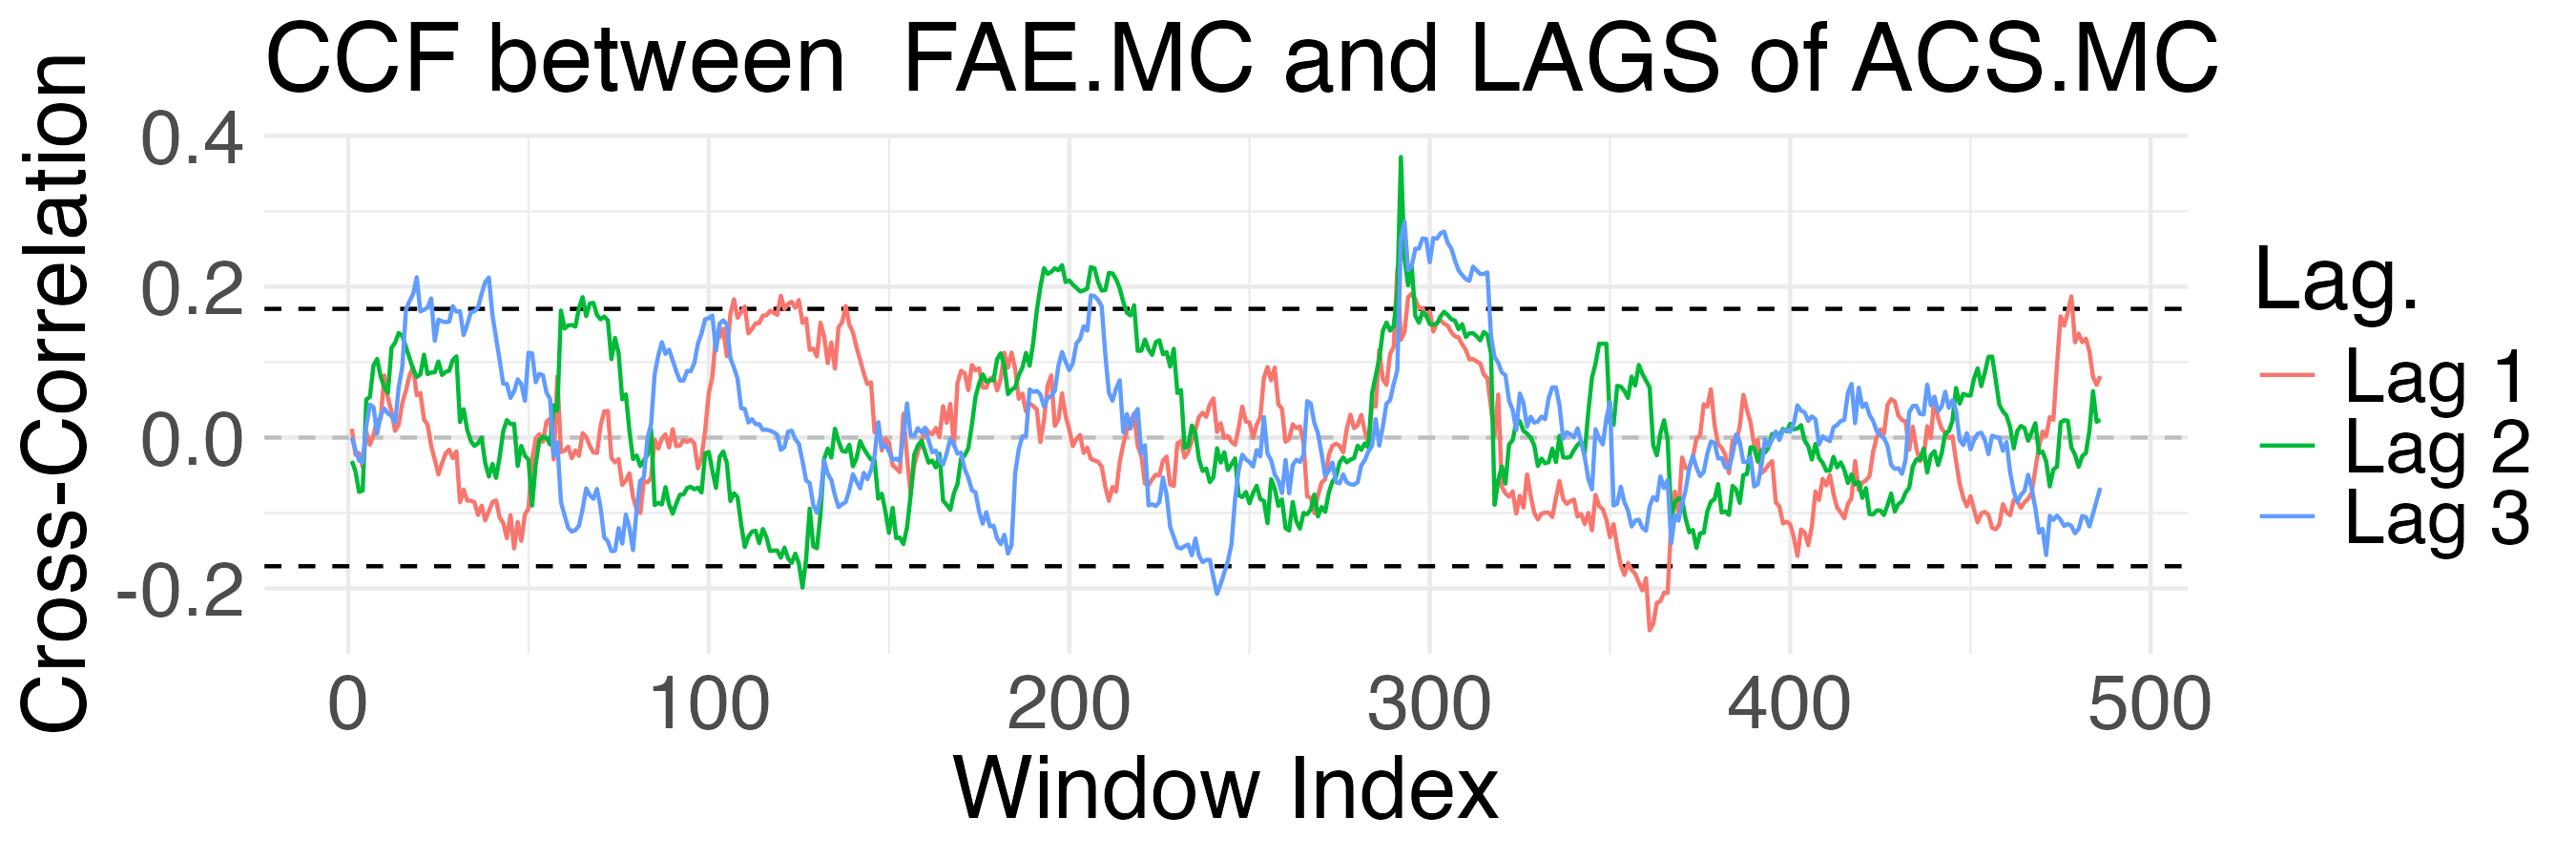 CCF between  FAE.MC and LAGS of ACS.MC
Cross-Correlation
0.4
0.2
0.0
-0.2
0 100 200 300 400 500
Window Index
Lag.
Lag 1
Lag 2
Lag 3